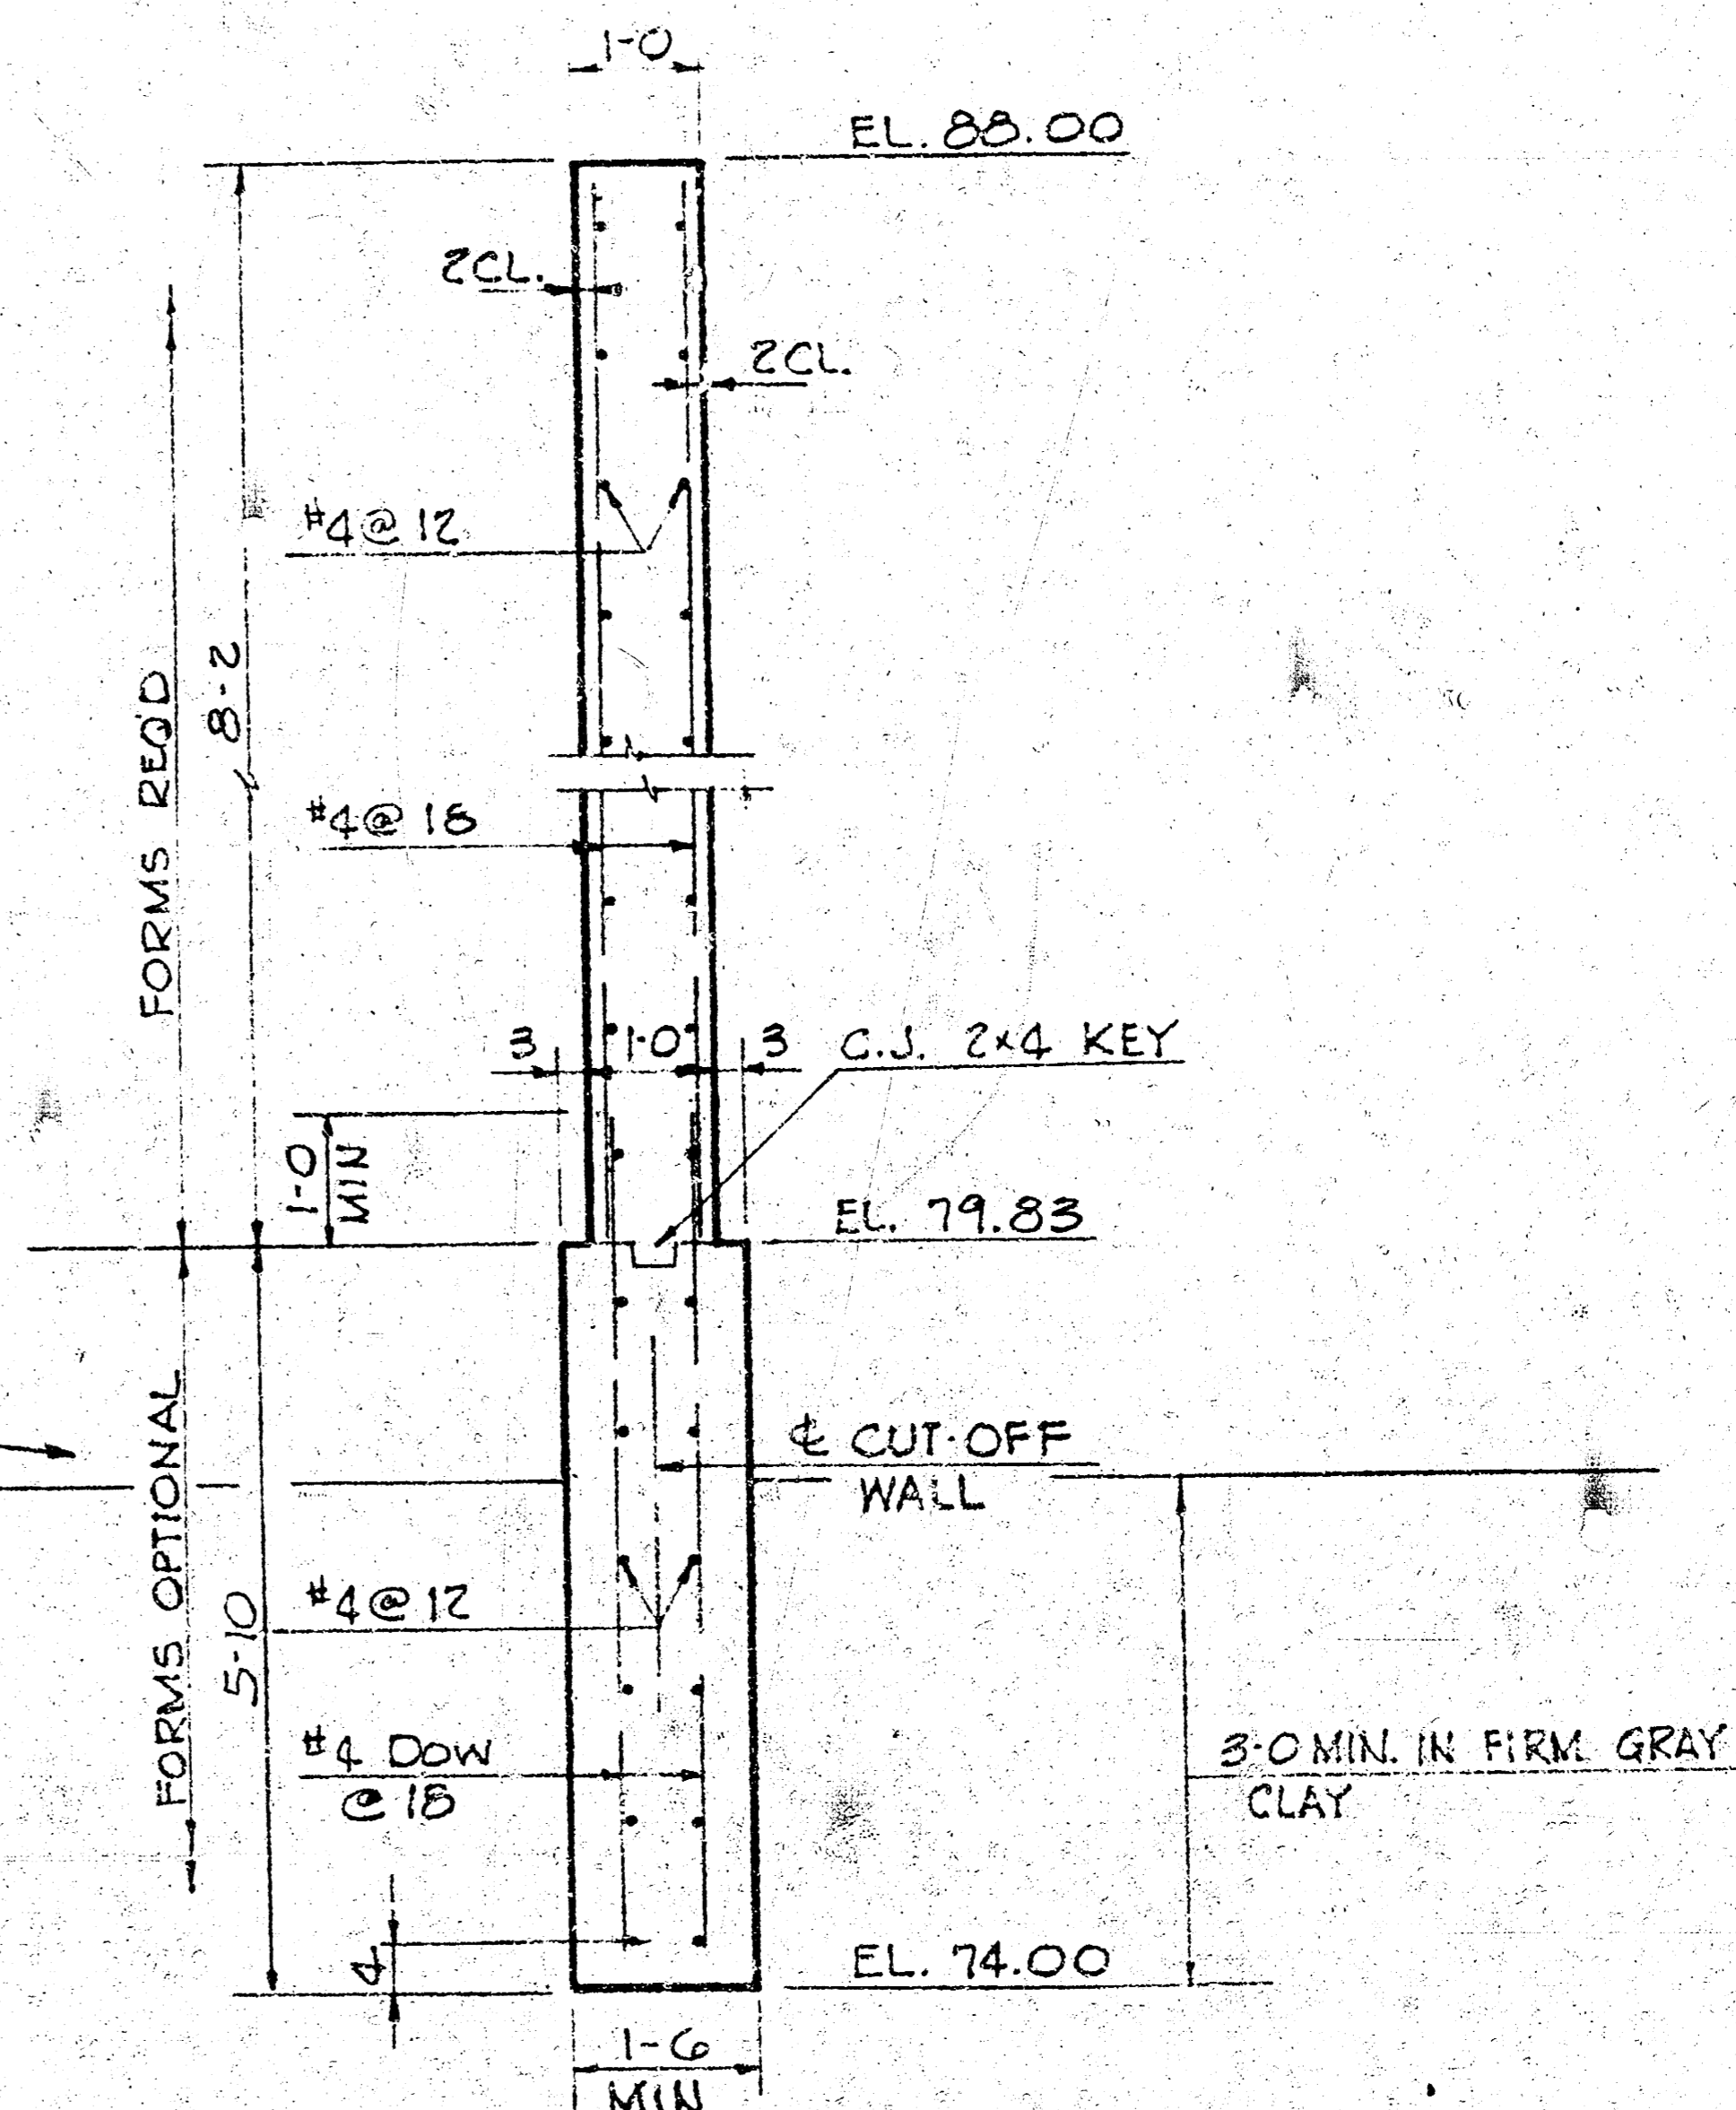 1-0
EL. 88.00
2CL.
2CL.
#4@12
FORMS REQ'D
8-2
#4@18
3
1-0
3
C.J. 2x4 KEY
1-0
MIN
EL. 79.83
FORMS OPTIONAL
5-10
℄ CUT-OFF
WALL
#4@12
#4 DOW
@18
3-0 MIN. IN FIRM GRAY
CLAY
4
EL. 74.00
1-6
MIN